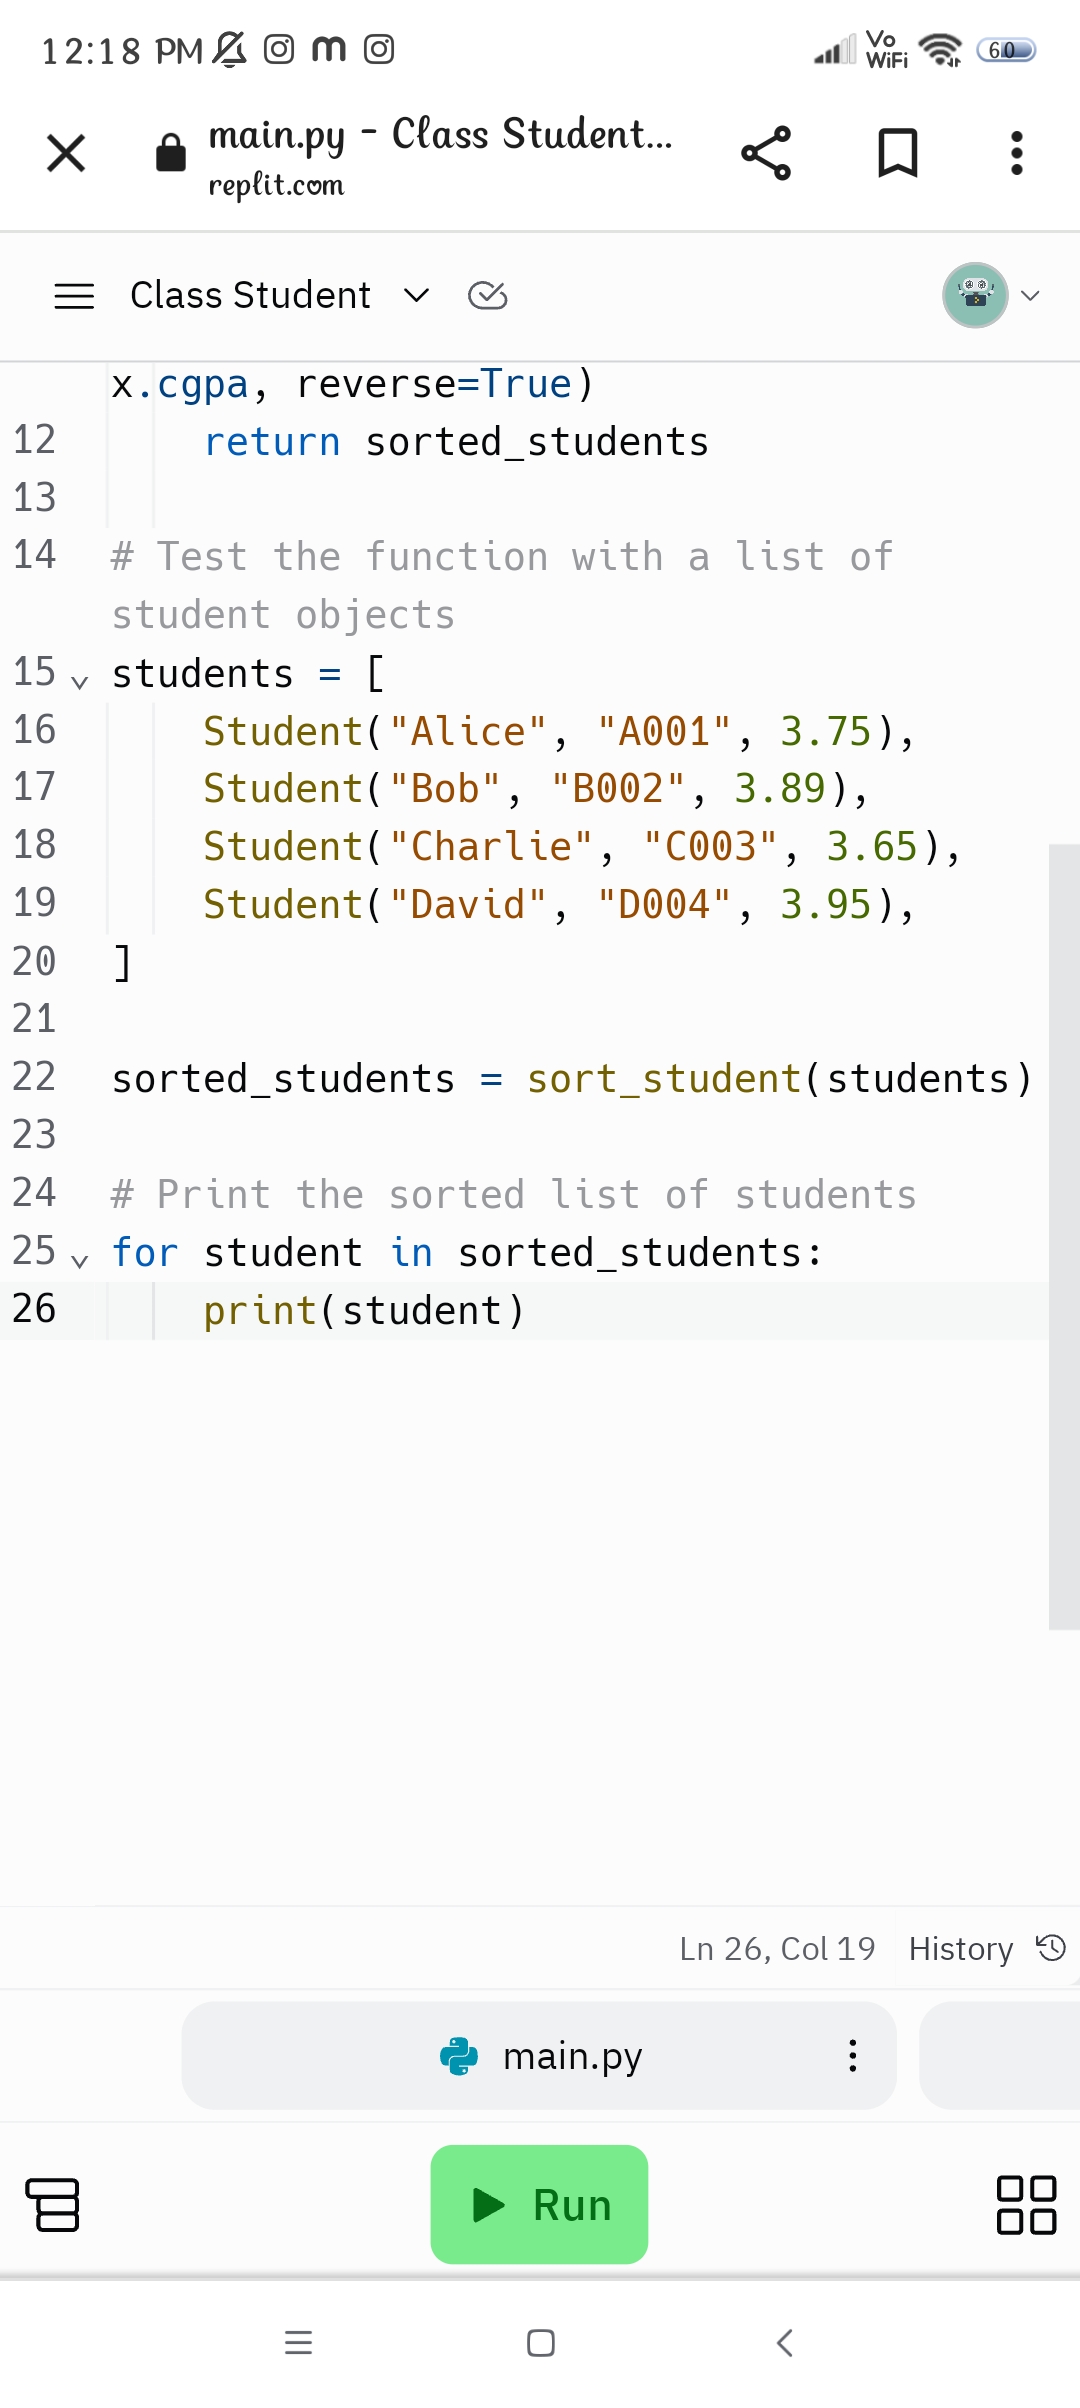 12:18 PM
Vo WiFi 60
main.py - Class Student...
replit.com
Class Student
x.cgpa, reverse=True)
12 return sorted_students
13
14 # Test the function with a list of
student objects
15 students = [
16 Student("Alice", "A001", 3.75),
17 Student("Bob", "B002", 3.89),
18 Student("Charlie", "C003", 3.65),
19 Student("David", "D004", 3.95),
20 ]
21
22 sorted_students = sort_student(students)
23
24 # Print the sorted list of students
25 for student in sorted_students:
26 print(student)
Ln 26, Col 19 History
main.py
Run